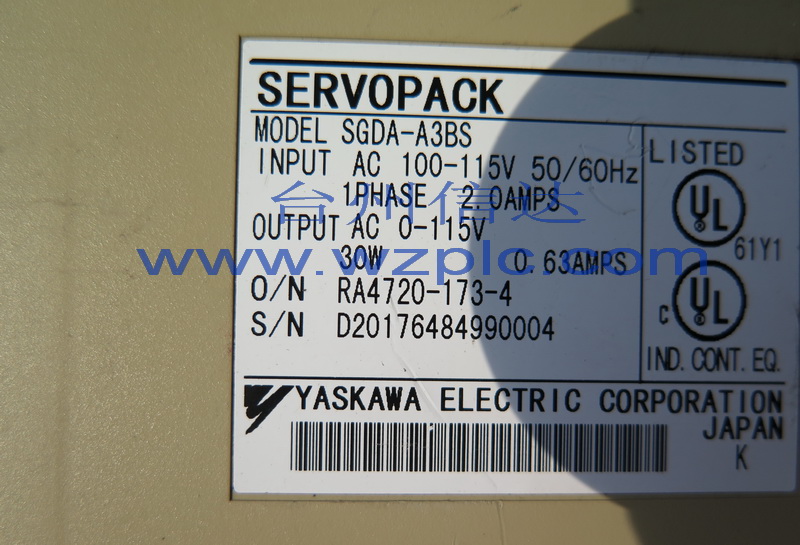 SERVOPACK
MODEL SGDA-A3BS
INPUT AC 100-115V 50/60Hz
1PHASE 2.0AMPS
OUTPUT AC 0-115V
30W 0.63AMPS
O/N RA4720-173-4
S/N D20176484990004
LISTED
UL
61Y1
C UL
IND. CONT. EQ.
YASKAWA ELECTRIC CORPORATION
JAPAN
K
台州信达
www.wzplc.com